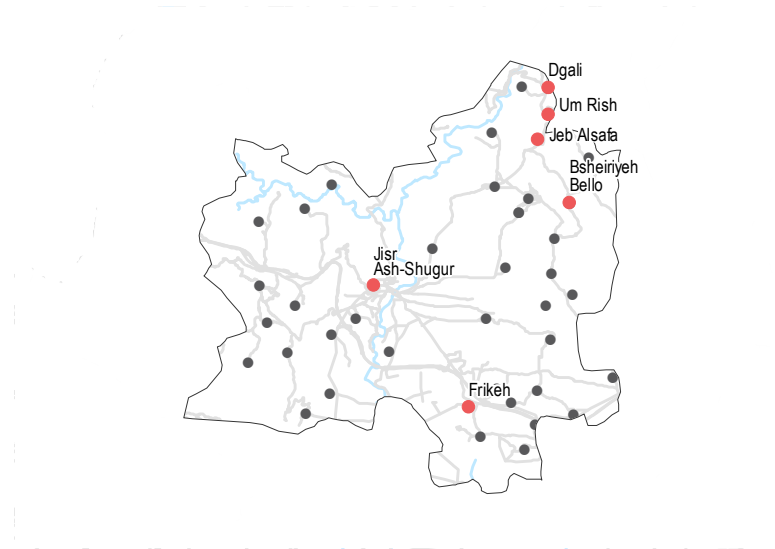 Dgali
Um Rish
Jeb Alsafa
Bsheiriyeh
Bello
Jisr
Ash-Shugur
Frikeh